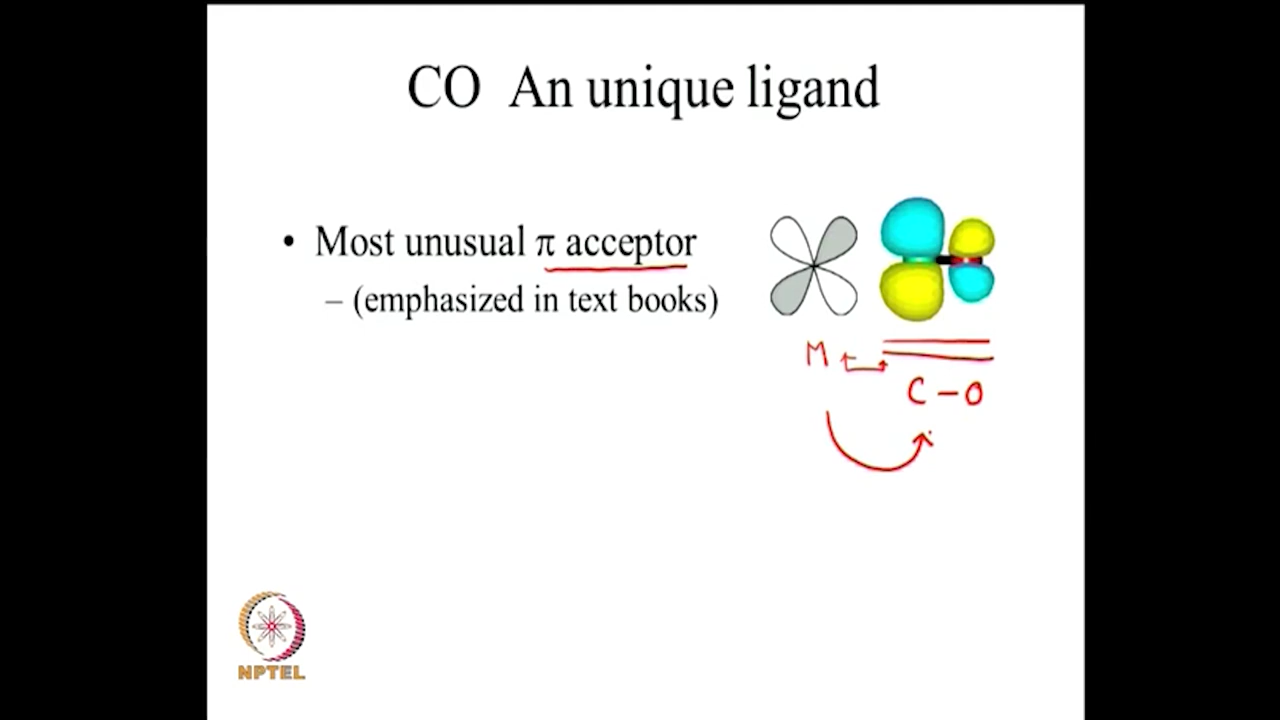 CO An unique ligand
• Most unusual π acceptor
– (emphasized in text books)
M
C – O
NPTEL